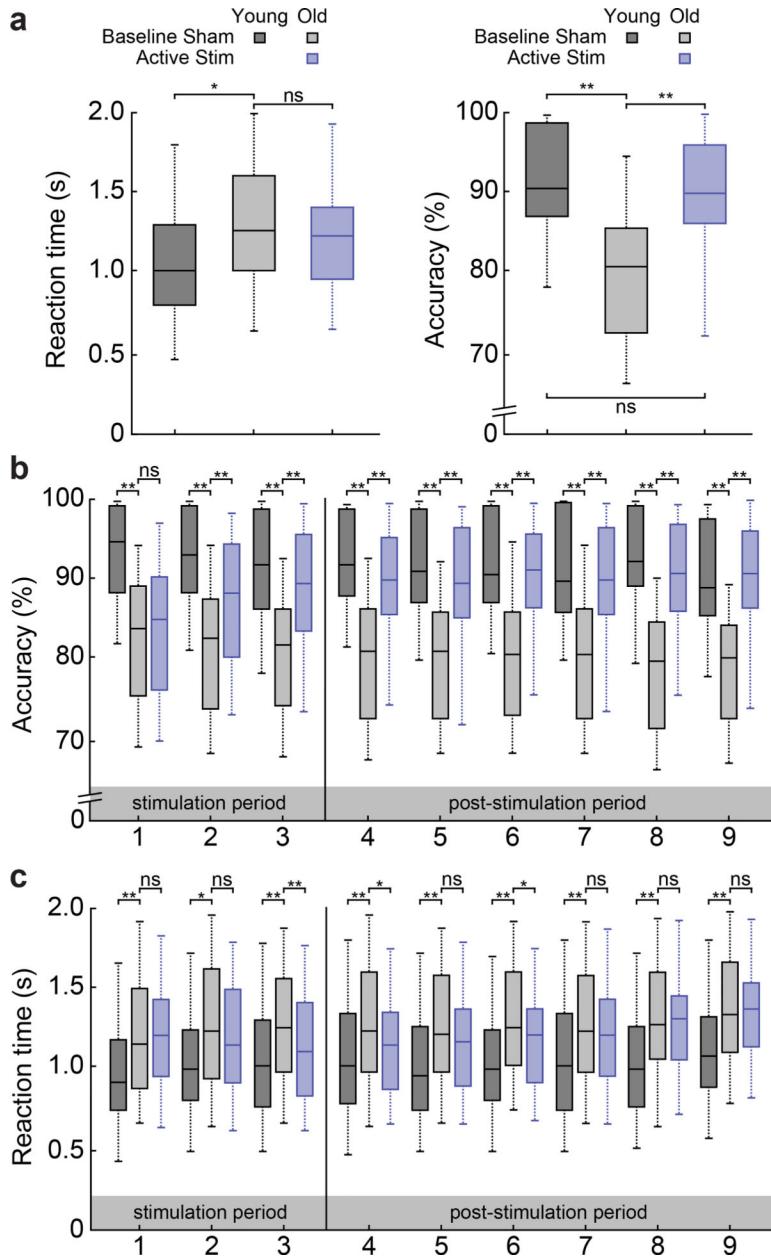 a
Young Old
Baseline Sham
Active Stim
* ns
2.0
1.5
1.0
0.5
0
Reaction time (s)
Young Old
Baseline Sham
Active Stim
** **
100
90
80
70
0
Accuracy (%)
ns
b
** ns ** ** ** ** ** ** ** ** ** ** ** ** ** ** ** **
100
90
80
70
0
Accuracy (%)
stimulation period post-stimulation period
1 2 3 4 5 6 7 8 9
c
** ns * ns ** ** ** * ** ns ** * ** ns ** ns ** ns
2.0
1.5
1.0
0.5
0
Reaction time (s)
stimulation period post-stimulation period
1 2 3 4 5 6 7 8 9